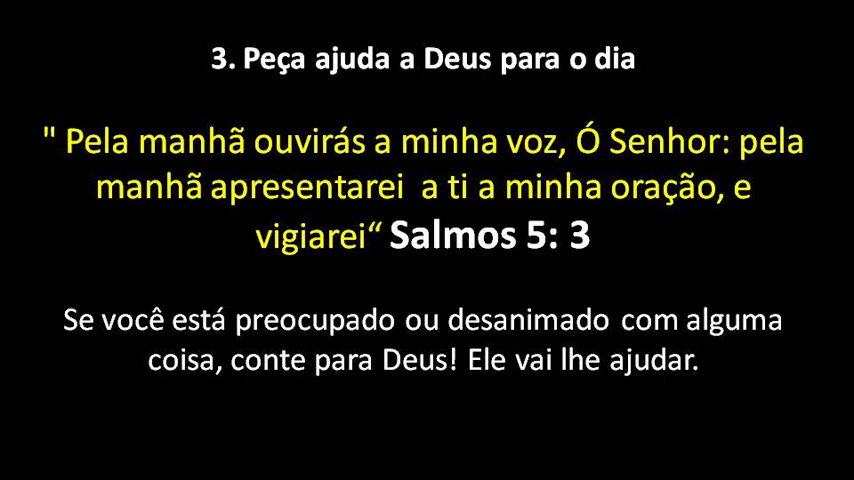 3. Peça ajuda a Deus para o dia
" Pela manhã ouvirás a minha voz, Ó Senhor: pela
manhã apresentarei  a ti a minha oração, e
vigiarei“ Salmos 5: 3
Se você está preocupado ou desanimado com alguma
coisa, conte para Deus! Ele vai lhe ajudar.